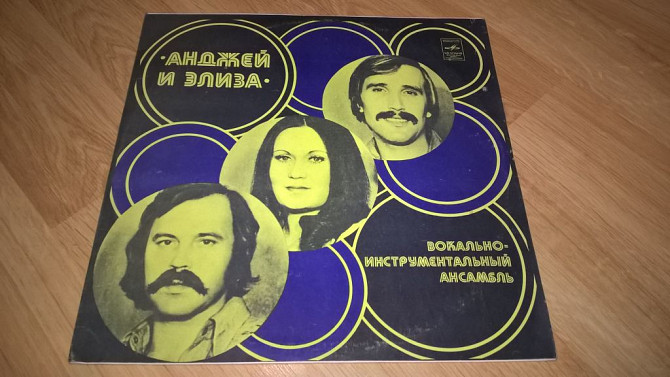 ·АНДЖЕЙ
И ЭЛИЗА·
ВОКАЛЬНО-
ИНСТРУМЕНТАЛЬНЫЙ
АНСАМБЛЬ